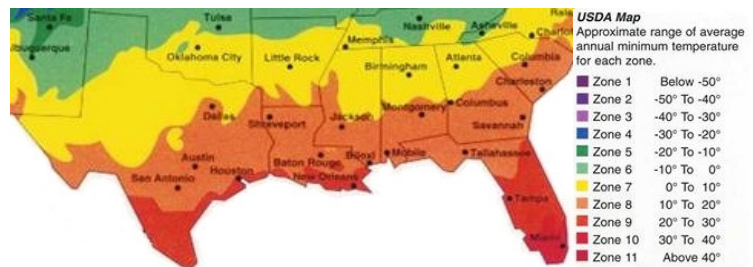 Santa Fe
Tulsa
Nashville
Asheville
Rale
Charlot
lbuquerque
Oklahoma City
Memphis
Little Rock
Birmingham
Atlanta
Columbia
Charleston
Dallas
Shreveport
Jackson
Montgomery
Columbus
Savannah
Austin
San Antonio
Houston
Baton Rouge
Biloxi
Mobile
Tallahassee
New Orleans
Tampa
Miami
USDA Map
Approximate range of average
annual minimum temperature
for each zone.
Zone 1 Below -50°
Zone 2 -50° To -40°
Zone 3 -40° To -30°
Zone 4 -30° To -20°
Zone 5 -20° To -10°
Zone 6 -10° To 0°
Zone 7 0° To 10°
Zone 8 10° To 20°
Zone 9 20° To 30°
Zone 10 30° To 40°
Zone 11 Above 40°